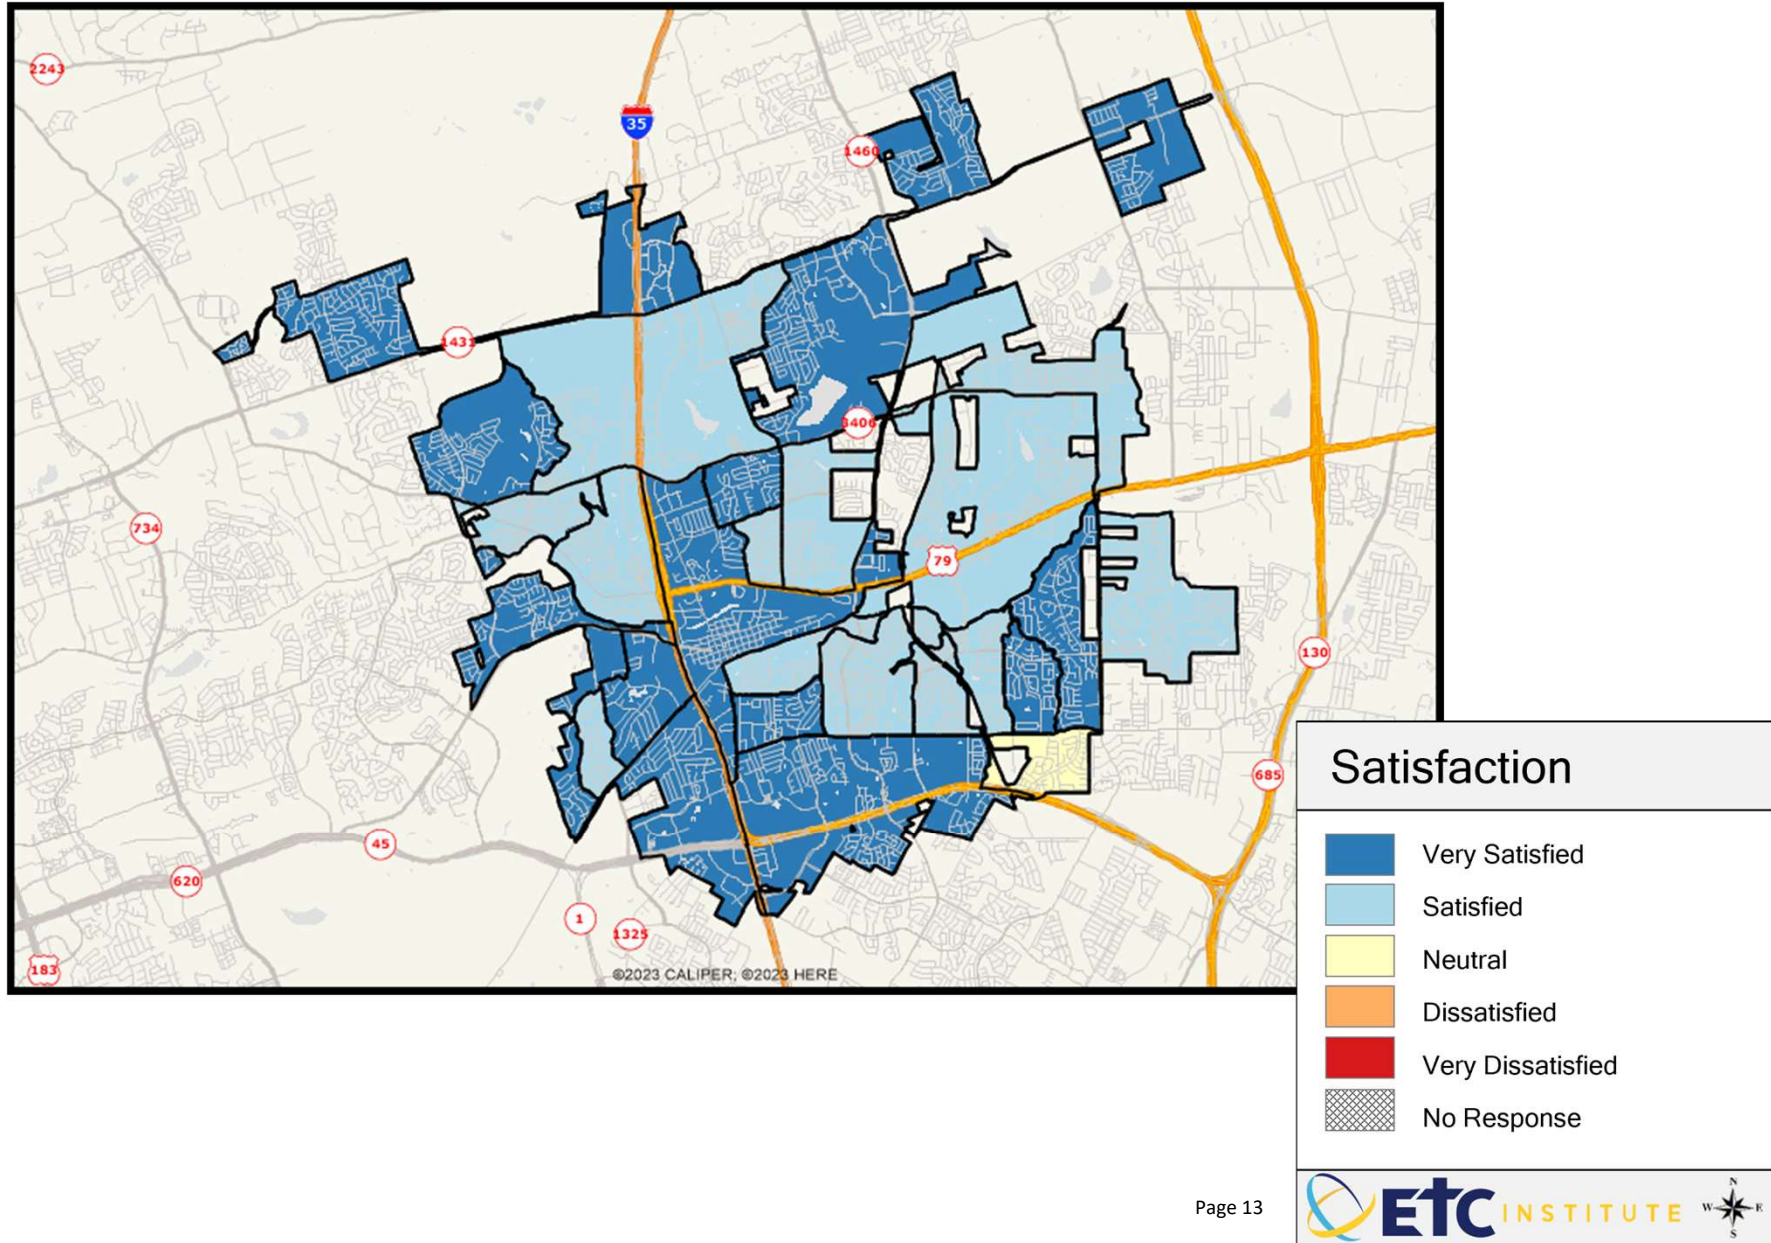 2243
35
1460
1431
3406
734
79
130
685
45
620
1
1325
183
©2023 CALIPER; ©2023 HERE
Satisfaction
Very Satisfied
Satisfied
Neutral
Dissatisfied
Very Dissatisfied
No Response
Page 13
ETC INSTITUTE
N
W E
S